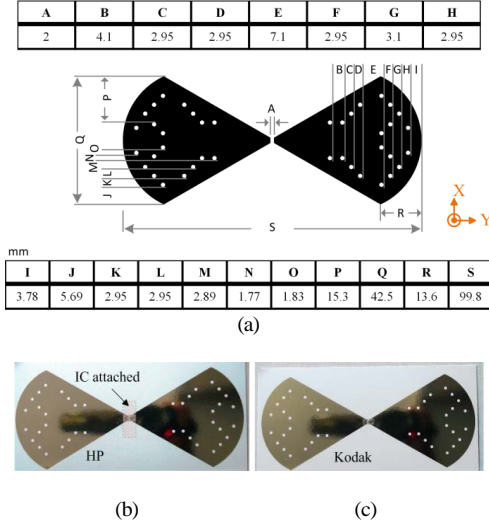 A B C D E F G H
2 4.1 2.95 2.95 7.1 2.95 3.1 2.95
B C D E F G H I
P
A
Q
O
N
M
L
K
J
R
S
X
Y
mm
I J K L M N O P Q R S
3.78 5.69 2.95 2.95 2.89 1.77 1.83 15.3 42.5 13.6 99.8
(a)
IC attached
HP
Kodak
(b) (c)